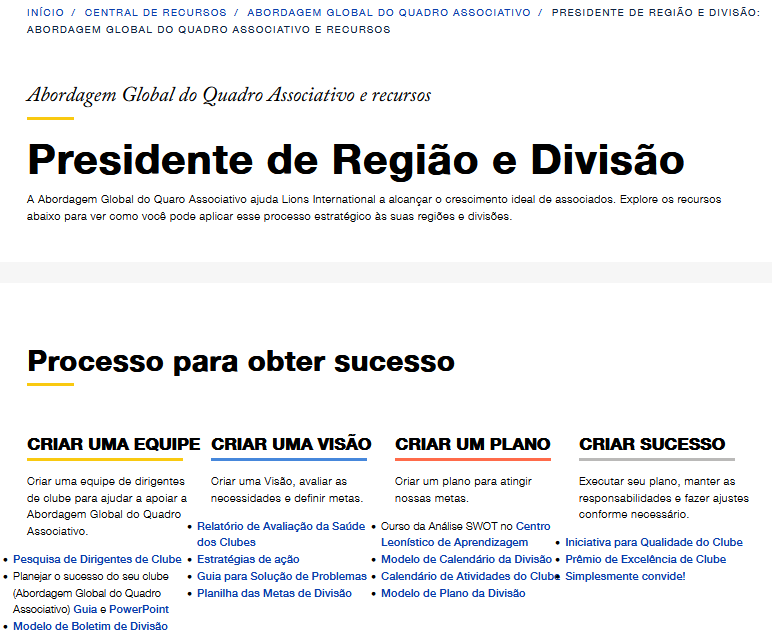 INÍCIO / CENTRAL DE RECURSOS / ABORDAGEM GLOBAL DO QUADRO ASSOCIATIVO / PRESIDENTE DE REGIÃO E DIVISÃO:
ABORDAGEM GLOBAL DO QUADRO ASSOCIATIVO E RECURSOS
Abordagem Global do Quadro Associativo e recursos
Presidente de Região e Divisão
A Abordagem Global do Quaro Associativo ajuda Lions International a alcançar o crescimento ideal de associados. Explore os recursos
abaixo para ver como você pode aplicar esse processo estratégico às suas regiões e divisões.
Processo para obter sucesso
CRIAR UMA EQUIPE
Criar uma equipe de dirigentes
de clube para ajudar a apoiar a
Abordagem Global do Quadro
Associativo.
• Pesquisa de Dirigentes de Clube
• Planejar o sucesso do seu clube
(Abordagem Global do Quadro
Associativo) Guia e PowerPoint
• Modelo de Boletim de Divisão
CRIAR UMA VISÃO
Criar uma Visão, avaliar as
necessidades e definir metas.
• Relatório de Avaliação da Saúde
dos Clubes
• Estratégias de ação
• Guia para Solução de Problemas
• Planilha das Metas de Divisão
CRIAR UM PLANO
Criar um plano para atingir
nossas metas.
• Curso da Análise SWOT no Centro
Leonístico de Aprendizagem
• Modelo de Calendário da Divisão
• Calendário de Atividades do Clube
• Modelo de Plano da Divisão
CRIAR SUCESSO
Executar seu plano, manter as
responsabilidades e fazer ajustes
conforme necessário.
• Iniciativa para Qualidade do Clube
• Prêmio de Excelência de Clube
• Simplesmente convide!